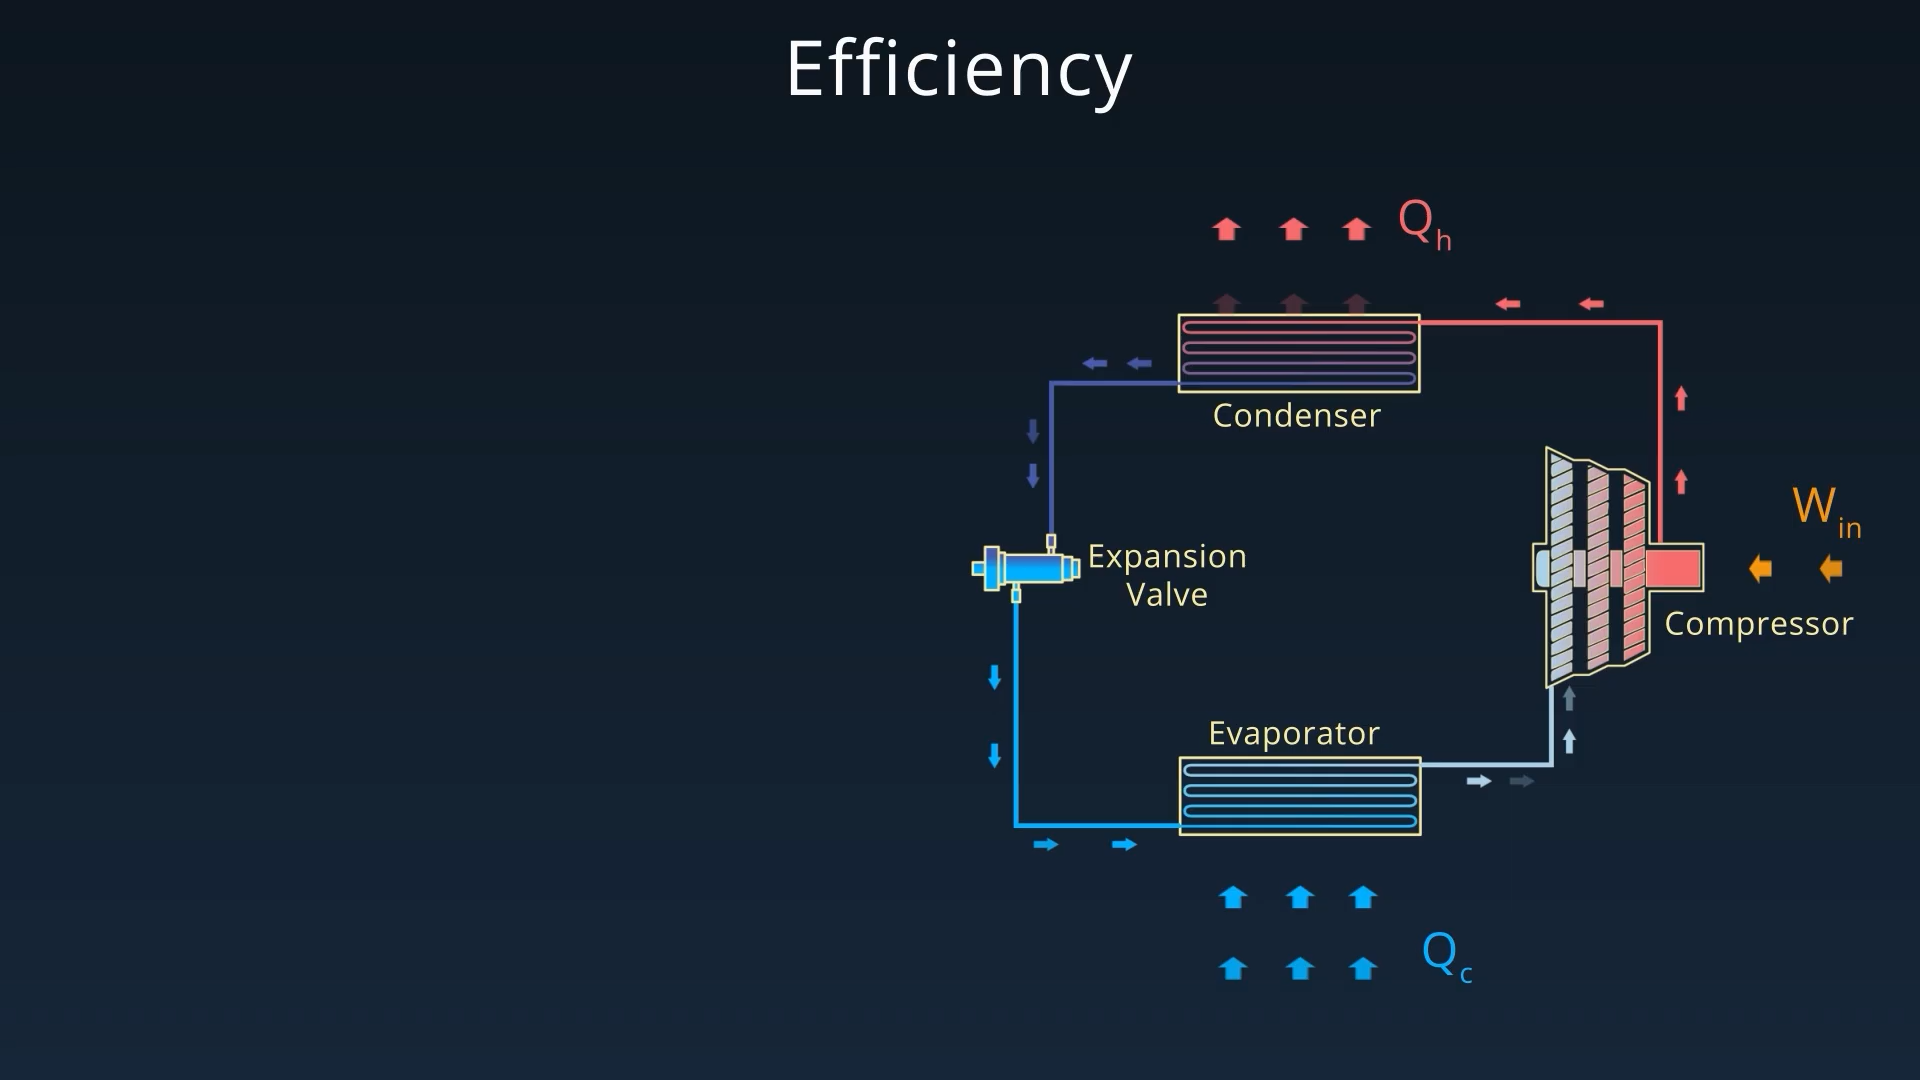 Efficiency
Qh
Condenser
Win
Expansion
Valve
Compressor
Evaporator
Qc